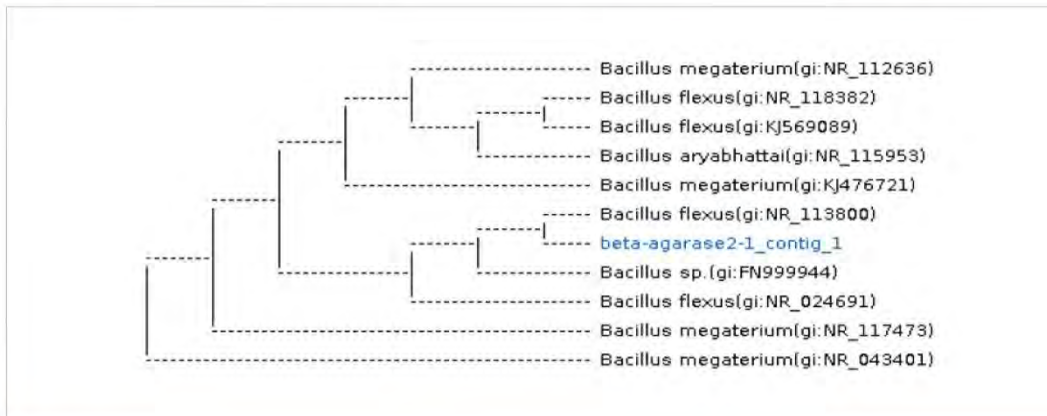 Bacillus megaterium(gi:NR_112636)
Bacillus flexus(gi:NR_118382)
Bacillus flexus(gi:KJ569089)
Bacillus aryabhattai(gi:NR_115953)
Bacillus megaterium(gi:KJ476721)
Bacillus flexus(gi:NR_113800)
beta-agarase2-1_contig_1
Bacillus sp.(gi:FN999944)
Bacillus flexus(gi:NR_024691)
Bacillus megaterium(gi:NR_117473)
Bacillus megaterium(gi:NR_043401)